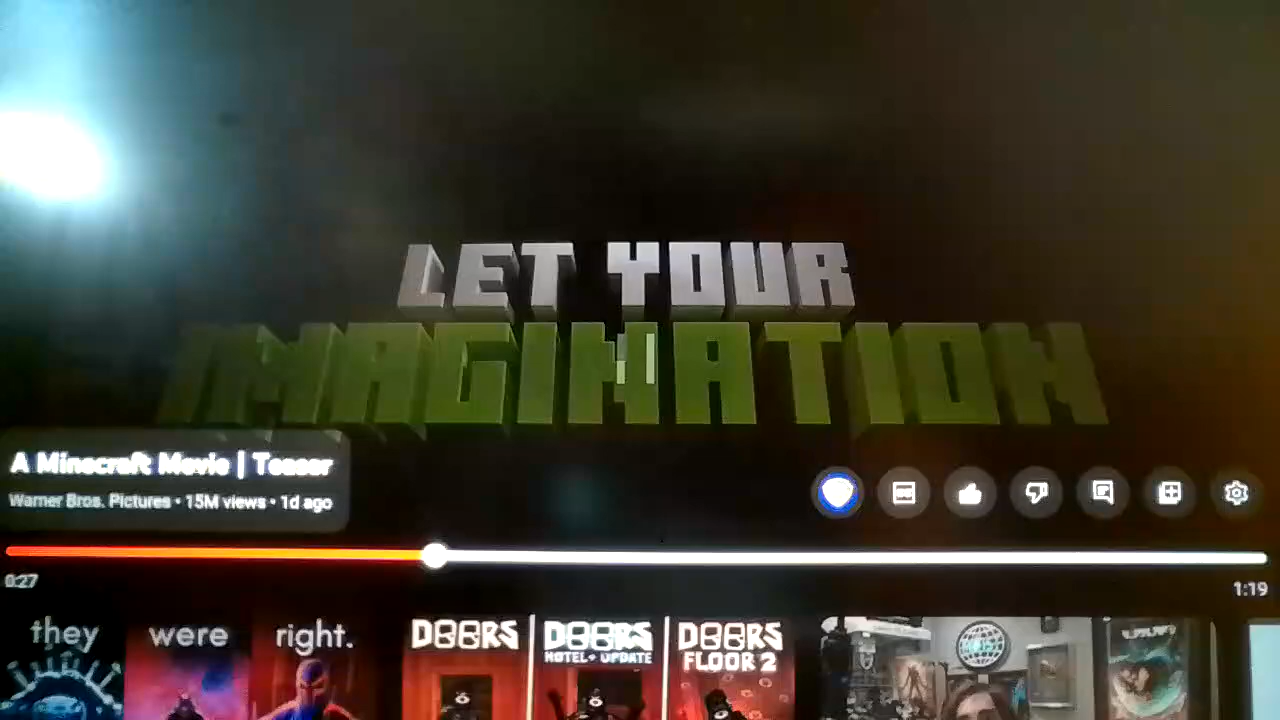 LET YOUR
IMAGINATION
A Minecraft Movie | Teaser
Warner Bros. Pictures • 15M views • 1d ago
0:27
1:19
they were right.
DOORS
DOORS
HOTEL+ UPDATE
DOORS
FLOOR 2